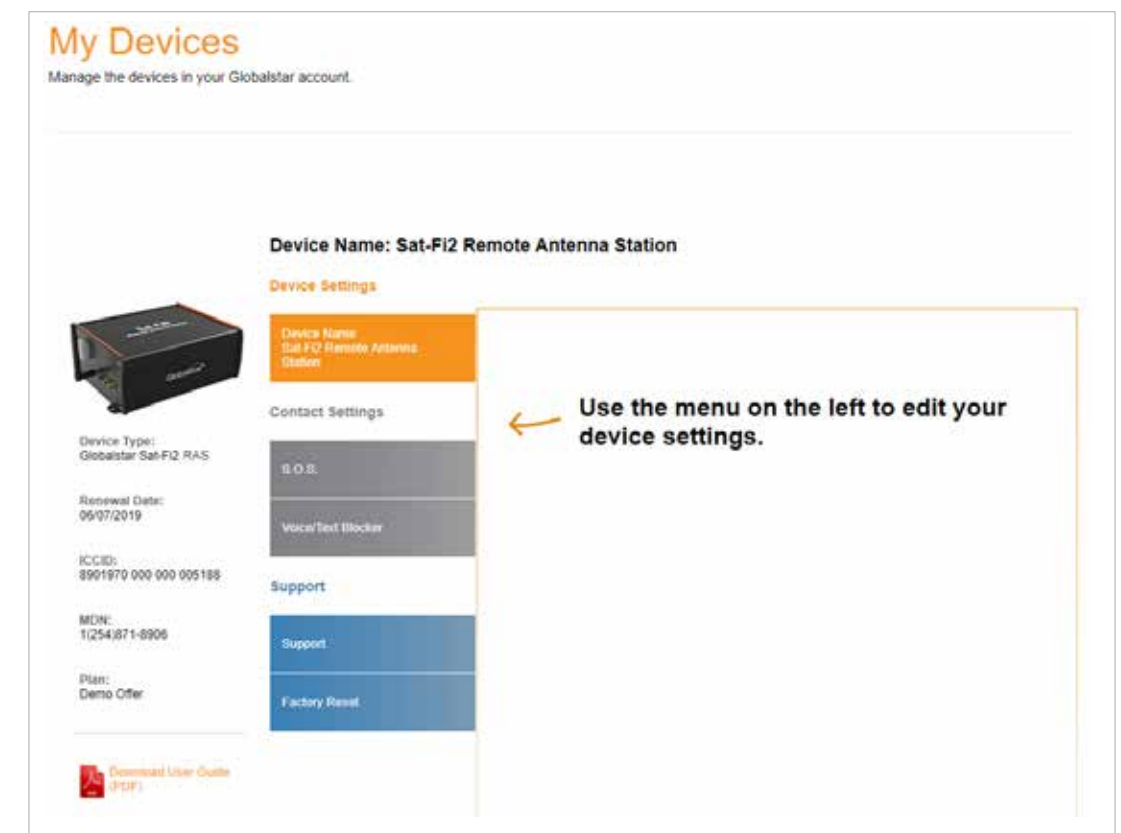 My Devices
Manage the devices in your Globalstar account.
Device Name: Sat-Fi2 Remote Antenna Station
Device Settings
Device Name
Sat-Fi2 Remote Antenna
Station
Use the menu on the left to edit your
device settings.
Contact Settings
S.O.S.
Voice/Text Blocker
Support
Support
Factory Reset
Globalstar
Device Type:
Globalstar Sat-Fi2 RAS
Renewal Date:
06/07/2019
ICCID:
8901970 000 000 005188
MDN:
1(254)871-8906
Plan:
Demo Offer
Download User Guide
(PDF)